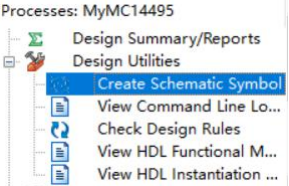 Processes: MyMC14495
Design Summary/Reports
Design Utilities
Create Schematic Symbol
View Command Line Lo...
Check Design Rules
View HDL Functional M...
View HDL Instantiation ...